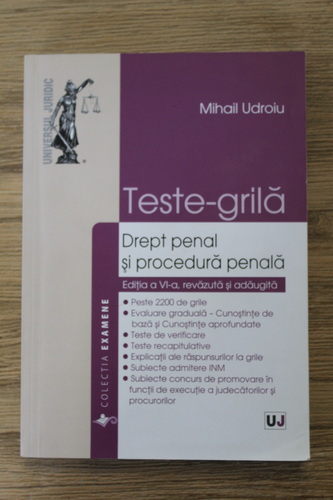 UNIVERSUL JURIDIC
Mihail Udroiu
Teste-grilă
Drept penal
și procedură penală
Ediția a VI-a, revăzută și adăugită
COLECȚIA EXAMENE
• Peste 2200 de grile
• Evaluare graduală – Cunoștințe de
bază și Cunoștințe aprofundate
• Teste de verificare
• Teste recapitulative
• Explicații ale răspunsurilor la grile
• Subiecte admitere INM
• Subiecte concurs de promovare în
funcții de execuție a judecătorilor și
procurorilor
UJ